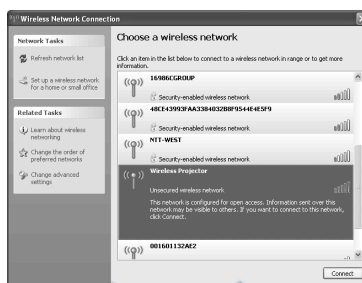 Wireless Network Connection
Network Tasks
Refresh network list
Set up a wireless network
for a home or small office
Related Tasks
Learn about wireless
networking
Change the order of
preferred networks
Change advanced
settings
Choose a wireless network
Click an item in the list below to connect to a wireless network in range or to get more
information.
16986CGROUP
Security-enabled wireless network
48CE43993FAA3384032B8F9544E4E5F9
Security-enabled wireless network
NTT-WEST
Security-enabled wireless network
Wireless Projector
Unsecured wireless network
This network is configured for open access. Information sent over this
network may be visible to others. If you want to connect to this network,
click Connect.
001601132AE2
Connect